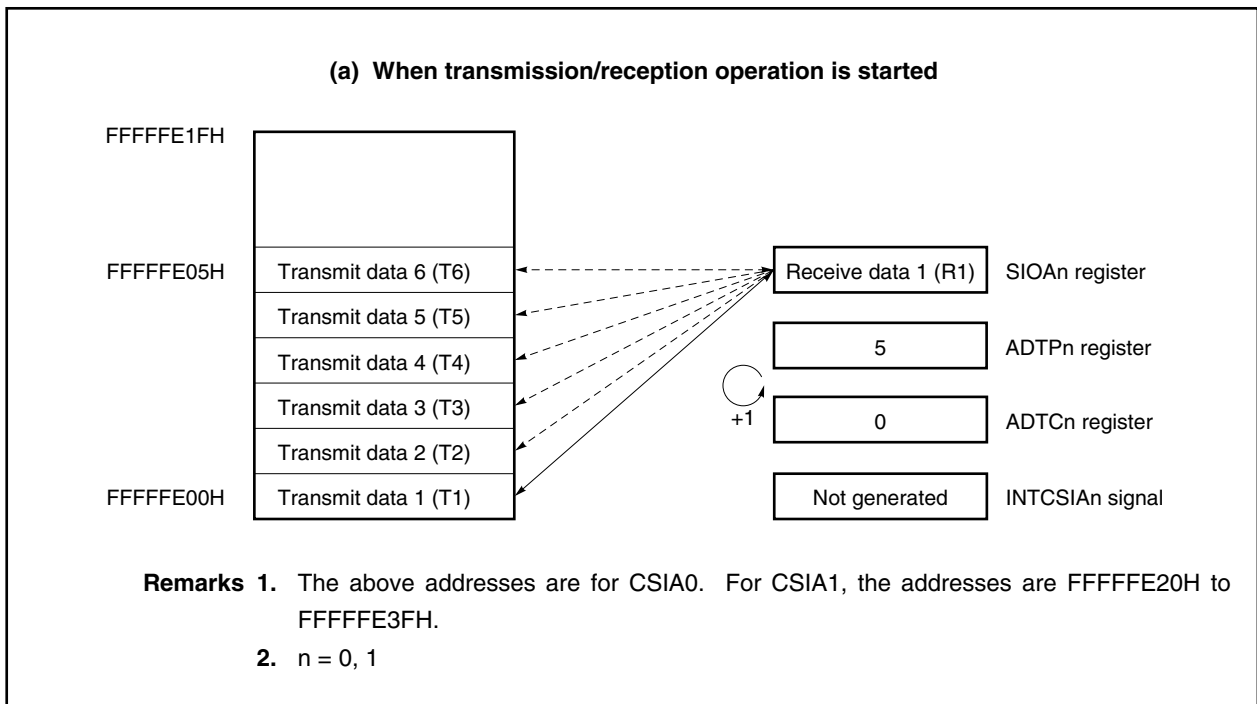 (a) When transmission/reception operation is started
FFFFFE1FH
FFFFFE05H
Transmit data 6 (T6)
Receive data 1 (R1)
SIOAn register
Transmit data 5 (T5)
5
ADTPn register
Transmit data 4 (T4)
Transmit data 3 (T3)
+1
0
ADTCn register
Transmit data 2 (T2)
FFFFFE00H
Transmit data 1 (T1)
Not generated
INTCSIAn signal
Remarks 1. The above addresses are for CSIA0. For CSIA1, the addresses are FFFFFE20H to
FFFFFE3FH.
2. n = 0, 1